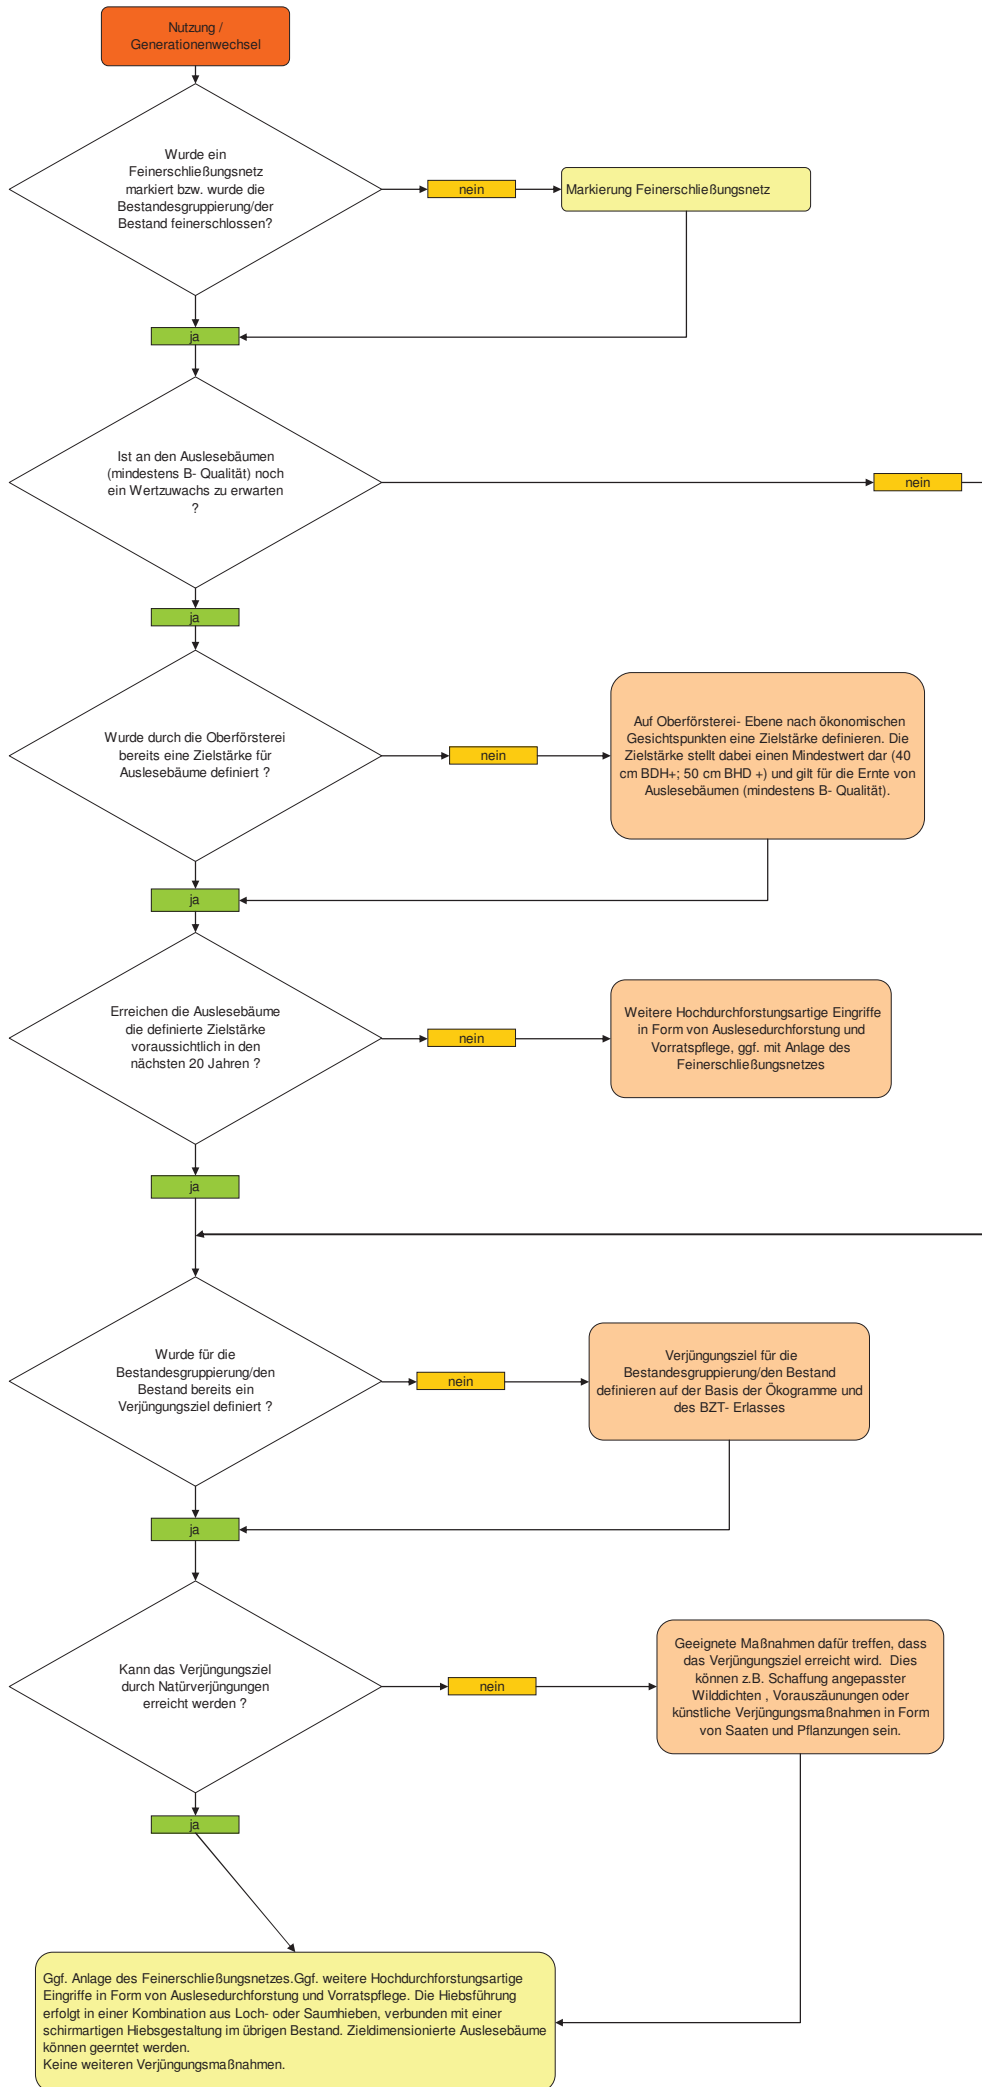 Nutzung /
Generationenwechsel
Wurde ein
Feinerschließungsnetz
markiert bzw. wurde die
Bestandesgruppierung/der
Bestand feinerschlossen?
nein
Markierung Feinerschließungsnetz
ja
Ist an den Auslesebäumen
(mindestens B- Qualität) noch
ein Wertzuwachs zu erwarten
?
nein
ja
Wurde durch die Oberförsterei
bereits eine Zielstärke für
Auslesebäume definiert ?
nein
Auf Oberförsterei- Ebene nach ökonomischen
Gesichtspunkten eine Zielstärke definieren. Die
Zielstärke stellt dabei einen Mindestwert dar (40
cm BDH+; 50 cm BHD +) und gilt für die Ernte von
Auslesebäumen (mindestens B- Qualität).
ja
Erreichen die Auslesebäume
die definierte Zielstärke
voraussichtlich in den
nächsten 20 Jahren ?
nein
Weitere Hochdurchforstungsartige Eingriffe
in Form von Auslesedurchforstung und
Vorratspflege, ggf. mit Anlage des
Feinerschließungsnetzes
ja
Wurde für die
Bestandesgruppierung/den
Bestand bereits ein
Verjüngungsziel definiert ?
nein
Verjüngungsziel für die
Bestandesgruppierung/den Bestand
definieren auf der Basis der Ökogramme und
des BZT- Erlasses
ja
Kann das Verjüngungsziel
durch Natürverjüngungen
erreicht werden ?
nein
Geeignete Maßnahmen dafür treffen, dass
das Verjüngungsziel erreicht wird.  Dies
können z.B. Schaffung angepasster
Wilddichten , Vorauszäunungen oder
künstliche Verjüngungsmaßnahmen in Form
von Saaten und Pflanzungen sein.
ja
Ggf. Anlage des Feinerschließungsnetzes.Ggf. weitere Hochdurchforstungsartige
Eingriffe in Form von Auslesedurchforstung und Vorratspflege. Die Hiebsführung
erfolgt in einer Kombination aus Loch- oder Saumhieben, verbunden mit einer
schirmartigen Hiebsgestaltung im übrigen Bestand. Zieldimensionierte Auslesebäume
können geerntet werden.
Keine weiteren Verjüngungsmaßnahmen.